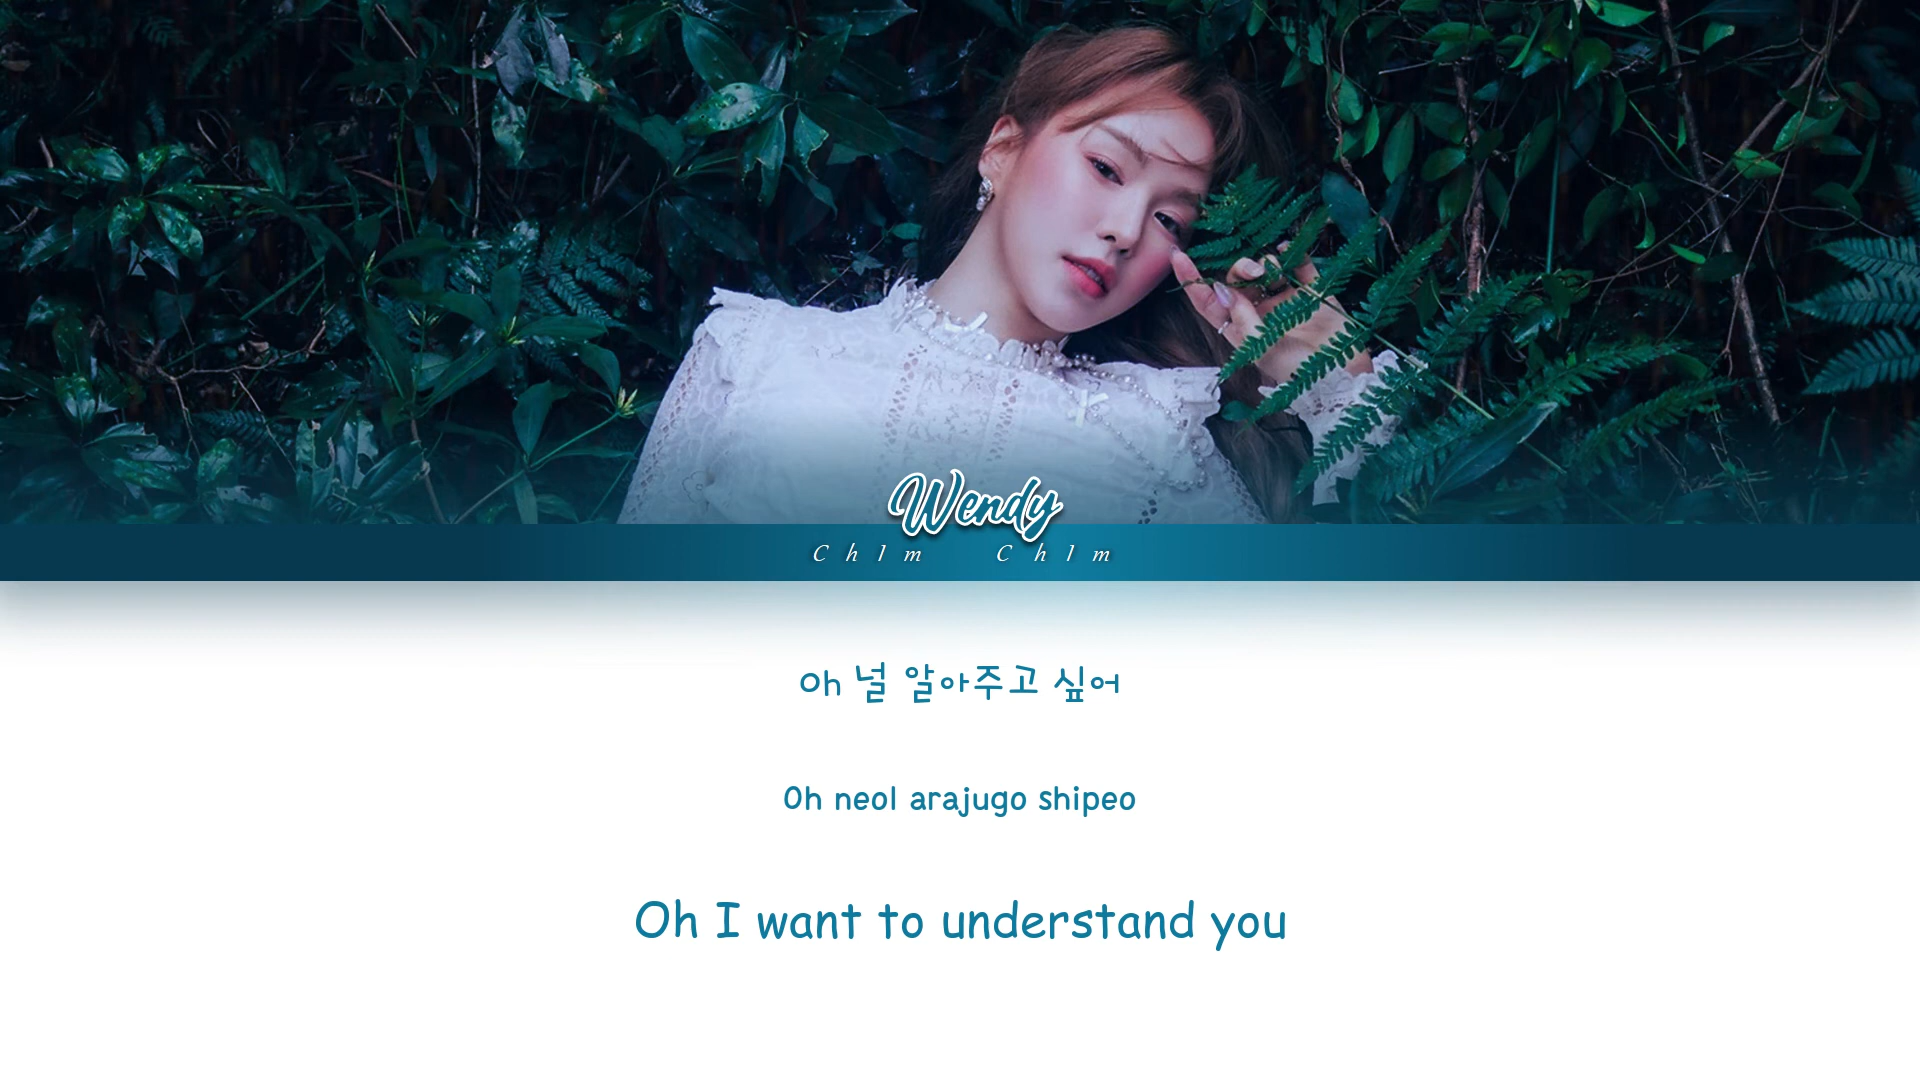 Wendy
Ch1m Ch1m
Oh 널 알아주고 싶어
Oh neol arajugo shipeo
Oh I want to understand you